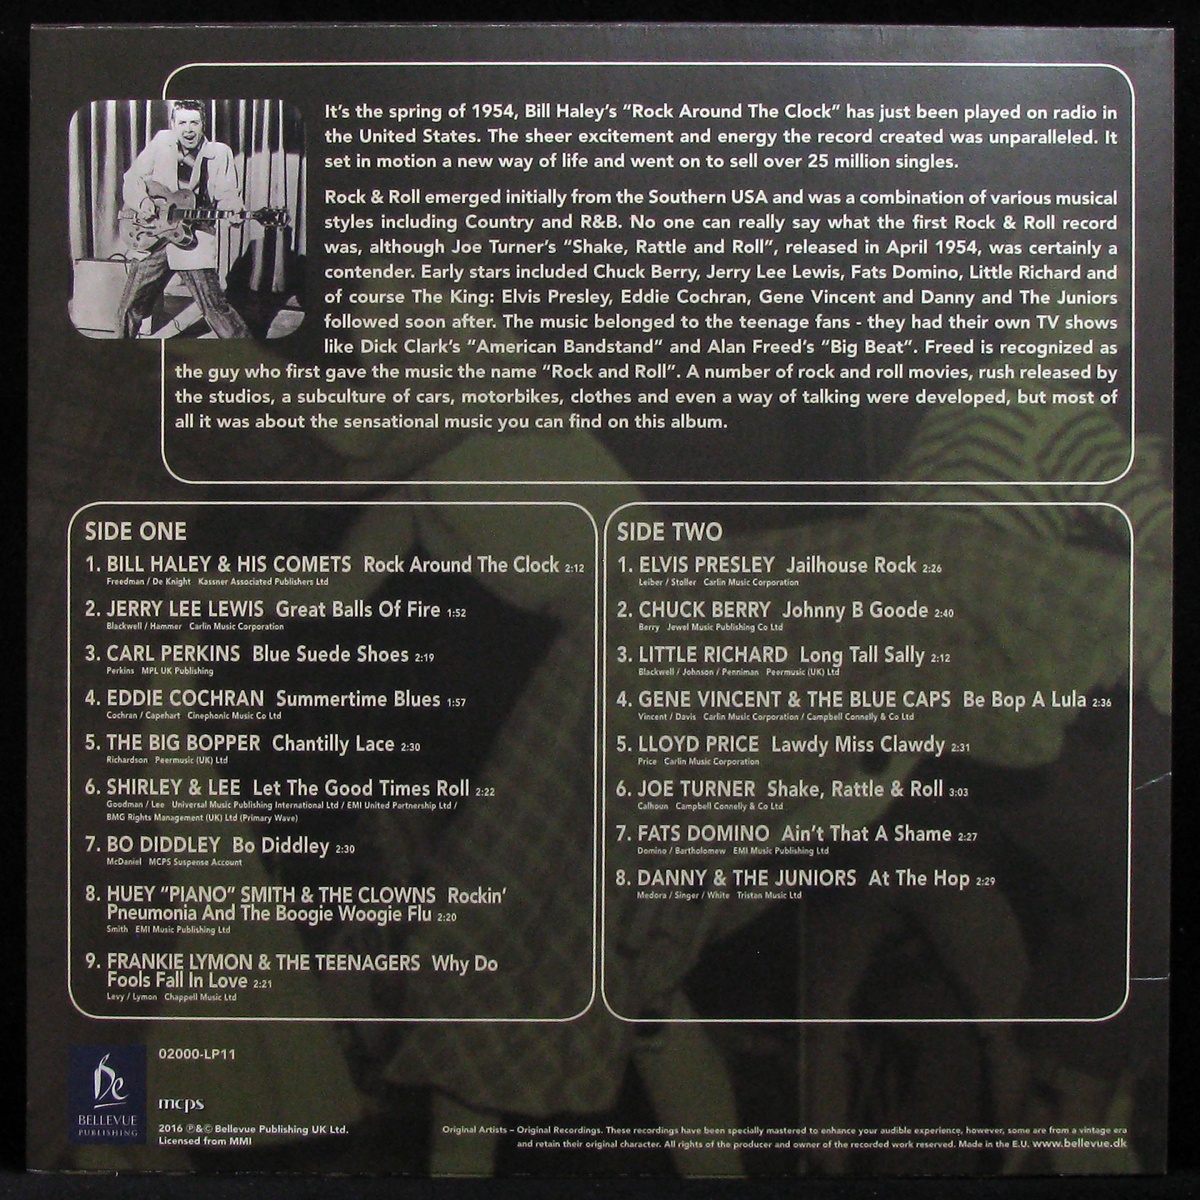 It's the spring of 1954, Bill Haley's "Rock Around The Clock" has just been played on radio in
the United States. The sheer excitement and energy the record created was unparalleled. It
set in motion a new way of life and went on to sell over 25 million singles.
Rock & Roll emerged initially from the Southern USA and was a combination of various musical
styles including Country and R&B. No one can really say what the first Rock & Roll record
was, although Joe Turner's "Shake, Rattle and Roll", released in April 1954, was certainly a
contender. Early stars included Chuck Berry, Jerry Lee Lewis, Fats Domino, Little Richard and
of course The King: Elvis Presley, Eddie Cochran, Gene Vincent and Danny and The Juniors
followed soon after. The music belonged to the teenage fans - they had their own TV shows
like Dick Clark's "American Bandstand" and Alan Freed's "Big Beat". Freed is recognized as
the guy who first gave the music the name "Rock and Roll". A number of rock and roll movies, rush released by
the studios, a subculture of cars, motorbikes, clothes and even a way of talking were developed, but most of
all it was about the sensational music you can find on this album.
SIDE ONE
1. BILL HALEY & HIS COMETS Rock Around The Clock 2:12
Freedman / De Knight Kassner Associated Publishers Ltd
2. JERRY LEE LEWIS Great Balls Of Fire 1:52
Blackwell / Hammer Carlin Music Corporation
3. CARL PERKINS Blue Suede Shoes 2:19
Perkins MPL UK Publishing
4. EDDIE COCHRAN Summertime Blues 1:57
Cochran / Capehart Cinephonic Music Co Ltd
5. THE BIG BOPPER Chantilly Lace 2:30
Richardson Peermusic (UK) Ltd
6. SHIRLEY & LEE Let The Good Times Roll 2:22
Goodman / Lee Universal Music Publishing International Ltd / EMI United Partnership Ltd /
BMG Rights Management (UK) Ltd (Primary Wave)
7. BO DIDDLEY Bo Diddley 2:30
McDaniel MCPS Suspense Account
8. HUEY "PIANO" SMITH & THE CLOWNS Rockin'
Pneumonia And The Boogie Woogie Flu 2:20
Smith EMI Music Publishing Ltd
9. FRANKIE LYMON & THE TEENAGERS Why Do
Fools Fall In Love 2:21
Levy / Lymon Chappell Music Ltd
SIDE TWO
1. ELVIS PRESLEY Jailhouse Rock 2:26
Leiber / Stoller Carlin Music Corporation
2. CHUCK BERRY Johnny B Goode 2:40
Berry Jewel Music Publishing Co Ltd
3. LITTLE RICHARD Long Tall Sally 2:12
Blackwell / Johnson / Penniman Peermusic (UK) Ltd
4. GENE VINCENT & THE BLUE CAPS Be Bop A Lula 2:36
Vincent / Davis Carlin Music Corporation / Campbell Connelly & Co Ltd
5. LLOYD PRICE Lawdy Miss Clawdy 2:31
Price Carlin Music Corporation
6. JOE TURNER Shake, Rattle & Roll 3:03
Calhoun Campbell Connelly & Co Ltd
7. FATS DOMINO Ain't That A Shame 2:27
Domino / Bartholomew EMI Music Publishing Ltd
8. DANNY & THE JUNIORS At The Hop 2:29
Medora / Singer / White Tristan Music Ltd
Be
BELLEVUE
PUBLISHING
02000-LP11
mcps
2016 ℗&© Bellevue Publishing UK Ltd.
Licensed from MMI
Original Artists – Original Recordings. These recordings have been specially mastered to enhance your audible experience, however, some are from a vintage era
and retain their original character. All rights of the producer and owner of the recorded work reserved. Made in the E.U. www.bellevue.dk